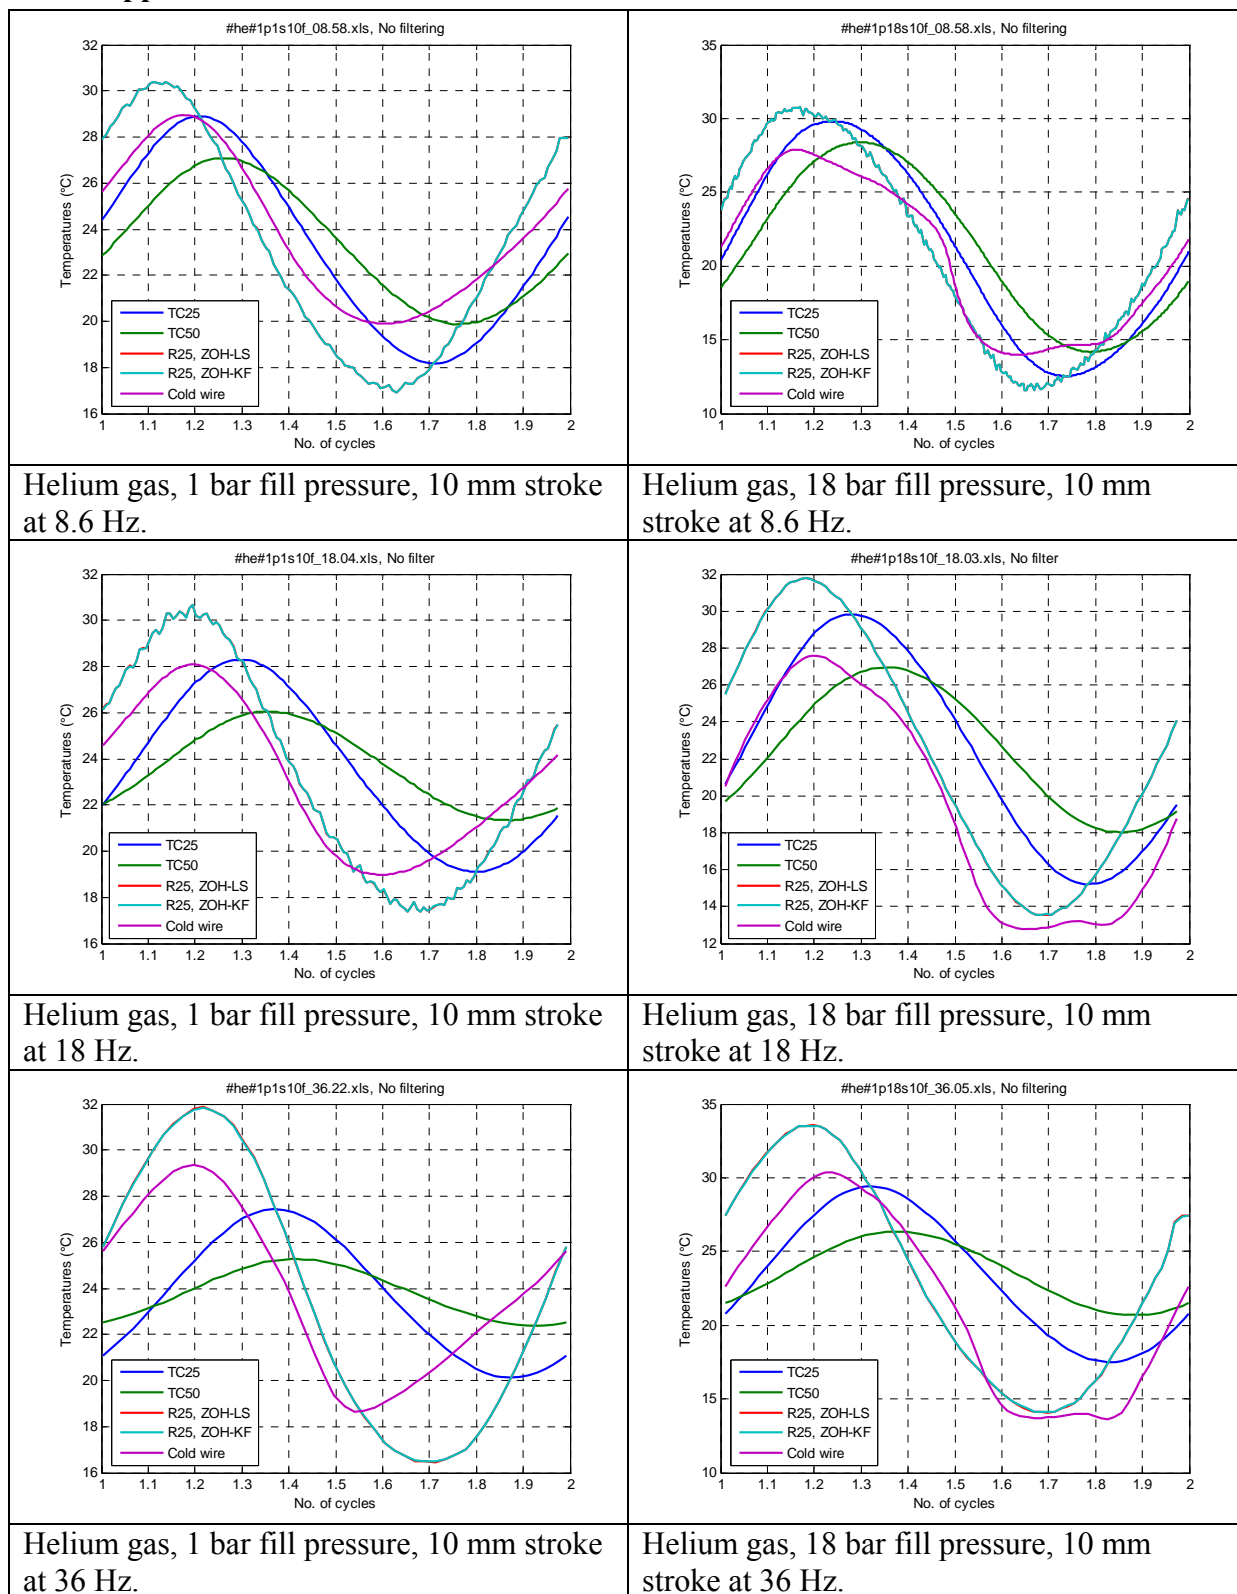 #he#1p1s10f_08.58.xls, No filtering
32
30
28
26
24
22
20
18
16
Temperatures (°C)
TC25
TC50
R25, ZOH-LS
R25, ZOH-KF
Cold wire
1 1.1 1.2 1.3 1.4 1.5 1.6 1.7 1.8 1.9 2
No. of cycles
#he#1p18s10f_08.58.xls, No filtering
35
30
25
20
15
10
Temperatures (°C)
TC25
TC50
R25, ZOH-LS
R25, ZOH-KF
Cold wire
1 1.1 1.2 1.3 1.4 1.5 1.6 1.7 1.8 1.9 2
No. of cycles
Helium gas, 1 bar fill pressure, 10 mm stroke
at 8.6 Hz.
Helium gas, 18 bar fill pressure, 10 mm
stroke at 8.6 Hz.
#he#1p1s10f_18.04.xls, No filter
32
30
28
26
24
22
20
18
16
Temperatures (°C)
TC25
TC50
R25, ZOH-LS
R25, ZOH-KF
Cold wire
1 1.1 1.2 1.3 1.4 1.5 1.6 1.7 1.8 1.9 2
No. of cycles
#he#1p18s10f_18.03.xls, No filter
32
30
28
26
24
22
20
18
16
14
12
Temperatures (°C)
TC25
TC50
R25, ZOH-LS
R25, ZOH-KF
Cold wire
1 1.1 1.2 1.3 1.4 1.5 1.6 1.7 1.8 1.9 2
No. of cycles
Helium gas, 1 bar fill pressure, 10 mm stroke
at 18 Hz.
Helium gas, 18 bar fill pressure, 10 mm
stroke at 18 Hz.
#he#1p1s10f_36.22.xls, No filtering
32
30
28
26
24
22
20
18
16
Temperatures (°C)
TC25
TC50
R25, ZOH-LS
R25, ZOH-KF
Cold wire
1 1.1 1.2 1.3 1.4 1.5 1.6 1.7 1.8 1.9 2
No. of cycles
#he#1p18s10f_36.05.xls, No filtering
35
30
25
20
15
10
Temperatures (°C)
TC25
TC50
R25, ZOH-LS
R25, ZOH-KF
Cold wire
1 1.1 1.2 1.3 1.4 1.5 1.6 1.7 1.8 1.9 2
No. of cycles
Helium gas, 1 bar fill pressure, 10 mm stroke
at 36 Hz.
Helium gas, 18 bar fill pressure, 10 mm
stroke at 36 Hz.